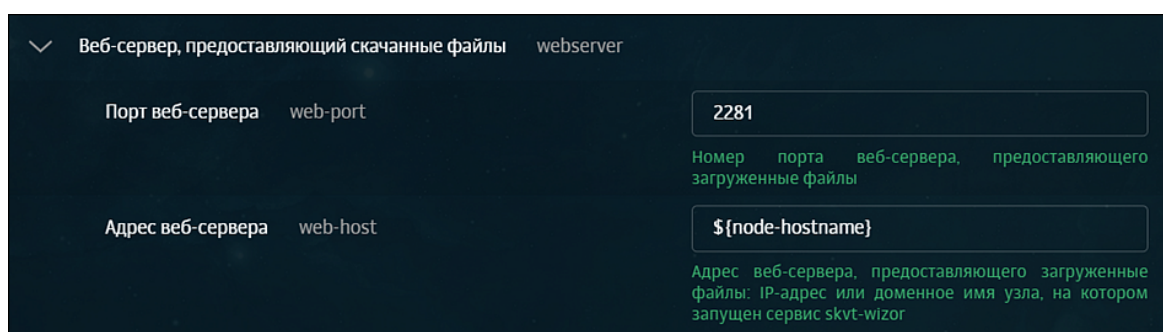 Веб-сервер, предоставляющий скачанные файлы webserver
Порт веб-сервера web-port
2281
Номер порта веб-сервера, предоставляющего
загруженные файлы
Адрес веб-сервера web-host
${node-hostname}
Адрес веб-сервера, предоставляющего загруженные
файлы: IP-адрес или доменное имя узла, на котором
запущен сервис skvt-wizor